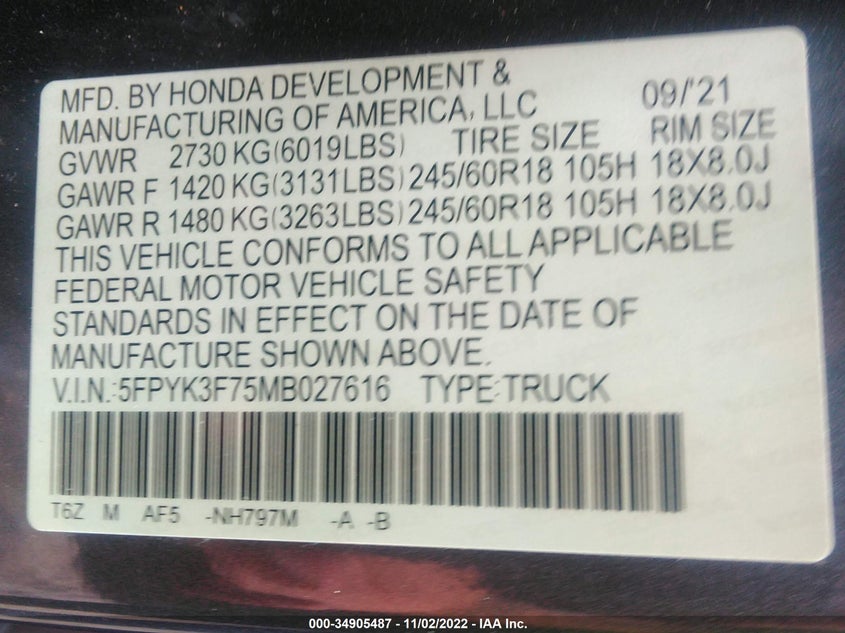 MFD. BY HONDA DEVELOPMENT & 09/'21
MANUFACTURING OF AMERICA, LLC
GVWR 2730 KG(6019LBS) TIRE SIZE RIM SIZE
GAWR F 1420 KG(3131LBS) 245/60R18 105H 18X8.0J
GAWR R 1480 KG(3263LBS) 245/60R18 105H 18X8.0J
THIS VEHICLE CONFORMS TO ALL APPLICABLE
FEDERAL MOTOR VEHICLE SAFETY
STANDARDS IN EFFECT ON THE DATE OF
MANUFACTURE SHOWN ABOVE.
V.I.N.:5FPYK3F75MB027616 TYPE:TRUCK
T6Z M AF5 -NH797M -A -B
000-34905487 - 11/02/2022 - IAA Inc.